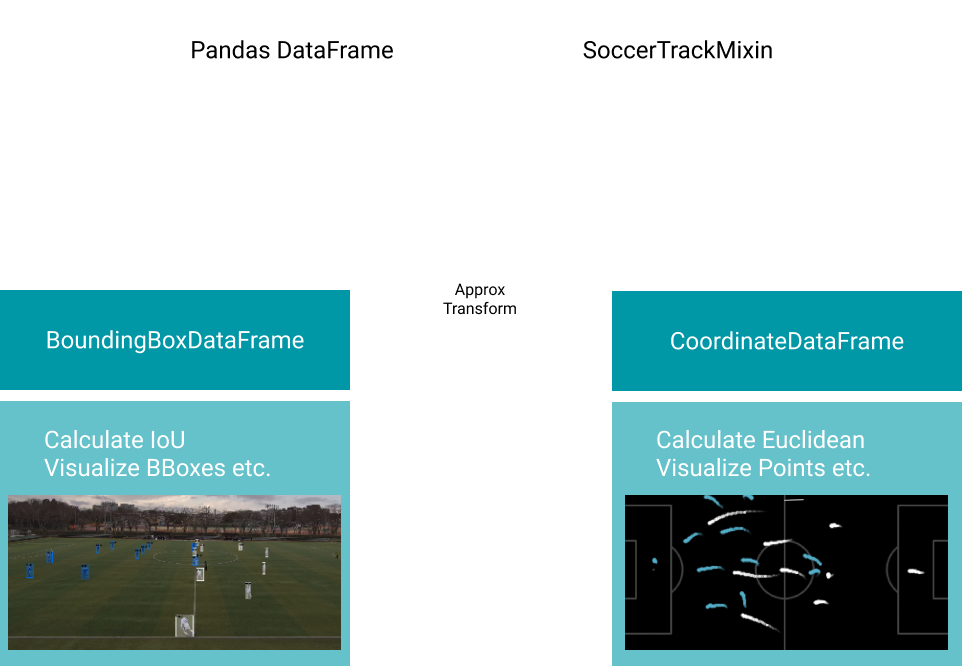 Pandas DataFrame
SoccerTrackMixin
Approx
Transform
BoundingBoxDataFrame
CoordinateDataFrame
Calculate IoU
Visualize BBoxes etc.
Calculate Euclidean
Visualize Points etc.